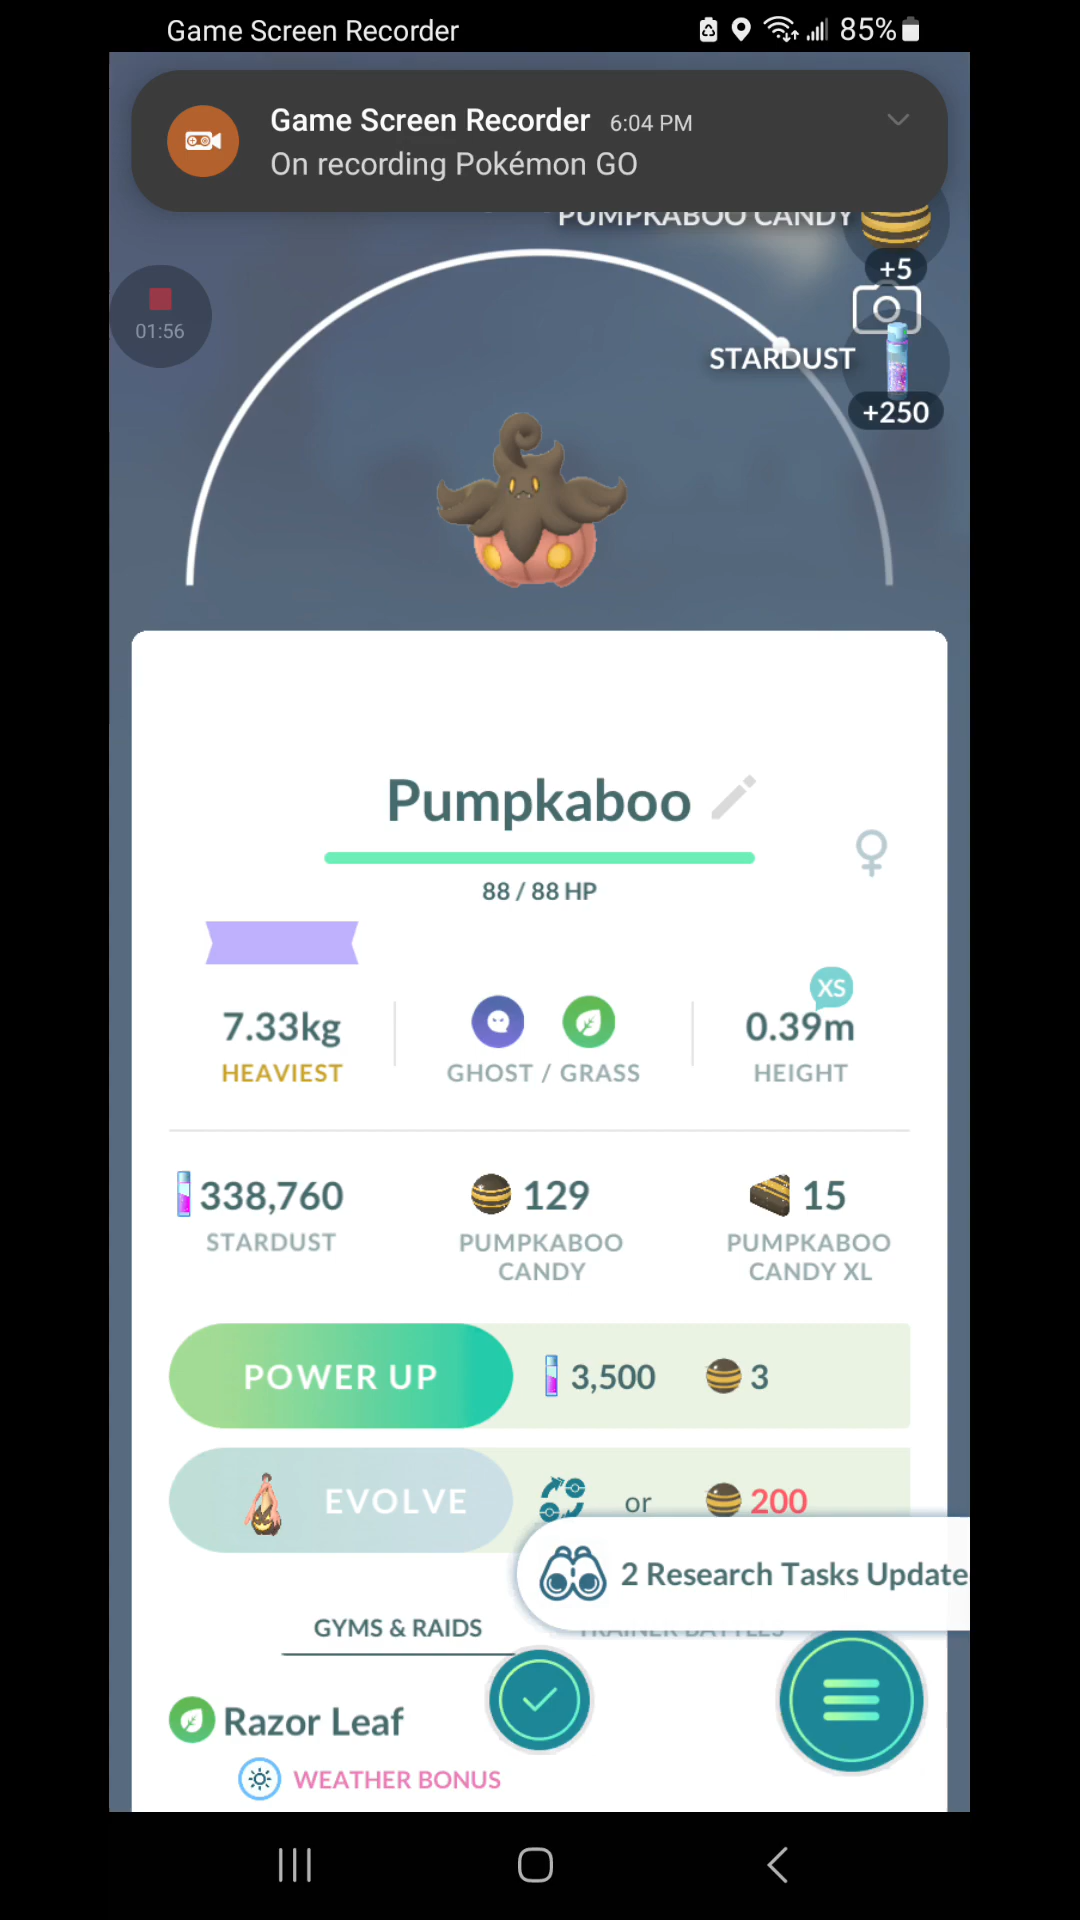 Game Screen Recorder
85%
Game Screen Recorder 6:04 PM
On recording Pokémon GO
PUMPKABOO CANDY
+5
01:56
STARDUST
+250
Pumpkaboo
88 / 88 HP
XS
7.33kg
0.39m
HEAVIEST
GHOST / GRASS
HEIGHT
338,760
129
15
STARDUST
PUMPKABOO
CANDY
PUMPKABOO
CANDY XL
POWER UP
3,500
3
EVOLVE
or
200
2 Research Tasks Update
GYMS & RAIDS
TRAINER BATTLES
Razor Leaf
WEATHER BONUS